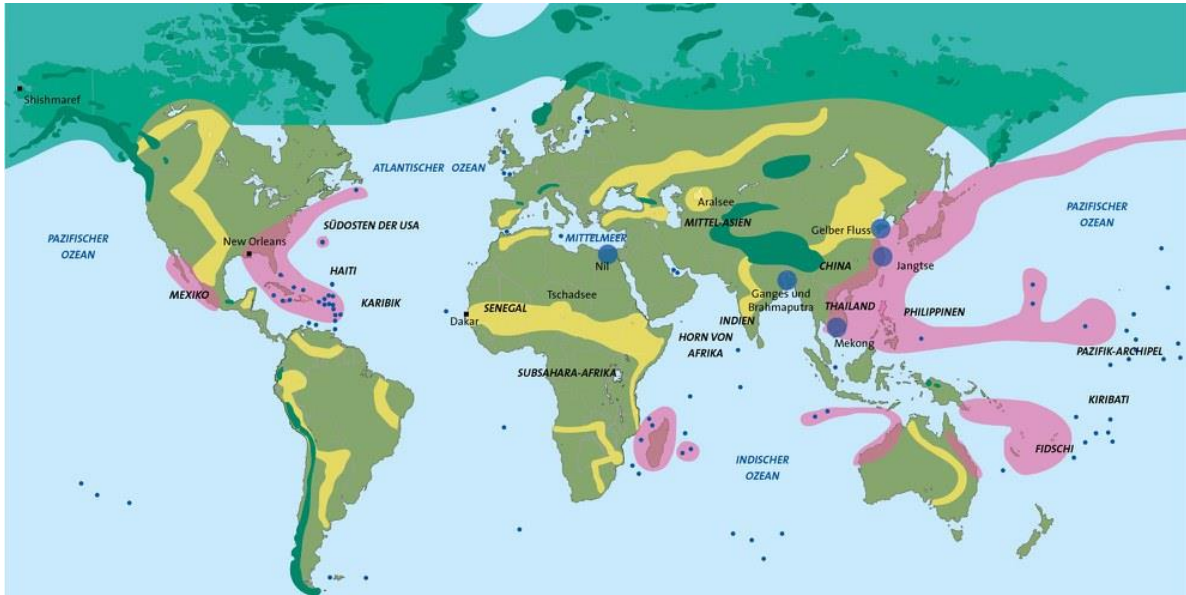 Shishmaref
ATLANTISCHER OZEAN
PAZIFISCHER
OZEAN
SÜDOSTEN DER USA
New Orleans
MEXIKO
HAITI
KARIBIK
Dakar
SENEGAL
Tschadsee
SUBSAHARA-AFRIKA
MITTELMEER
Nil
HORN VON
AFRIKA
Aralsee
MITTEL-ASIEN
INDIEN
Ganges und
Brahmaputra
Gelber Fluss
CHINA
Jangtse
THAILAND
Mekong
PHILIPPINEN
PAZIFISCHER
OZEAN
PAZIFIK-ARCHIPEL
KIRIBATI
FIDSCHI
INDISCHER
OZEAN